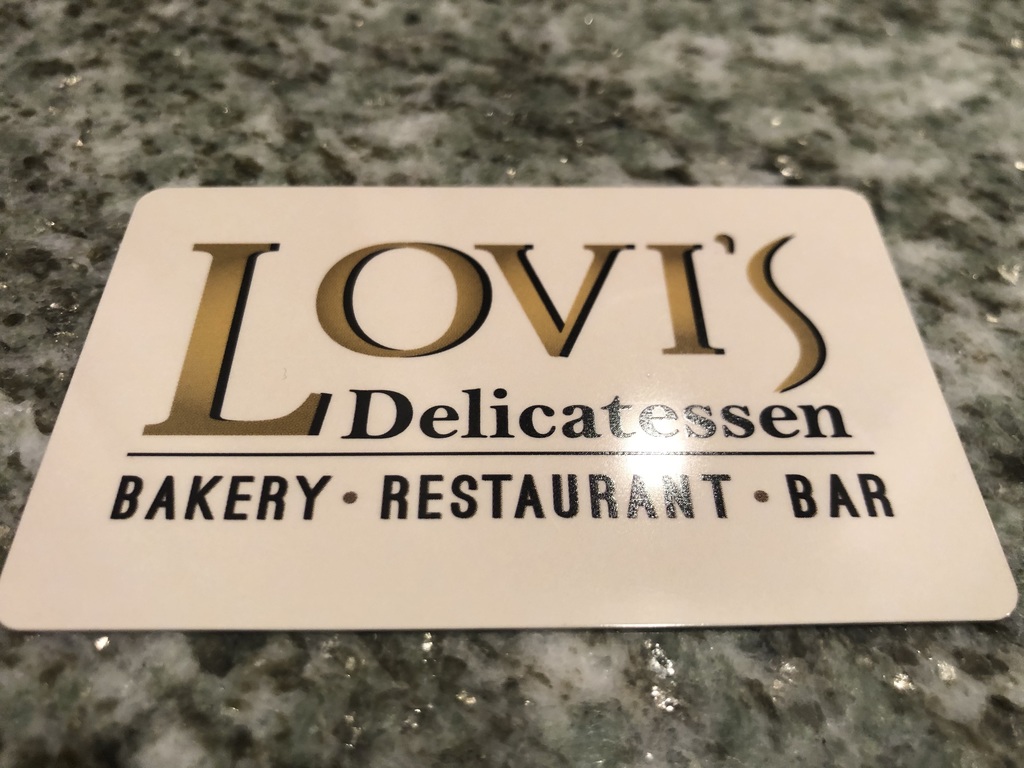 LOVI'S
Delicatessen
BAKERY • RESTAURANT • BAR